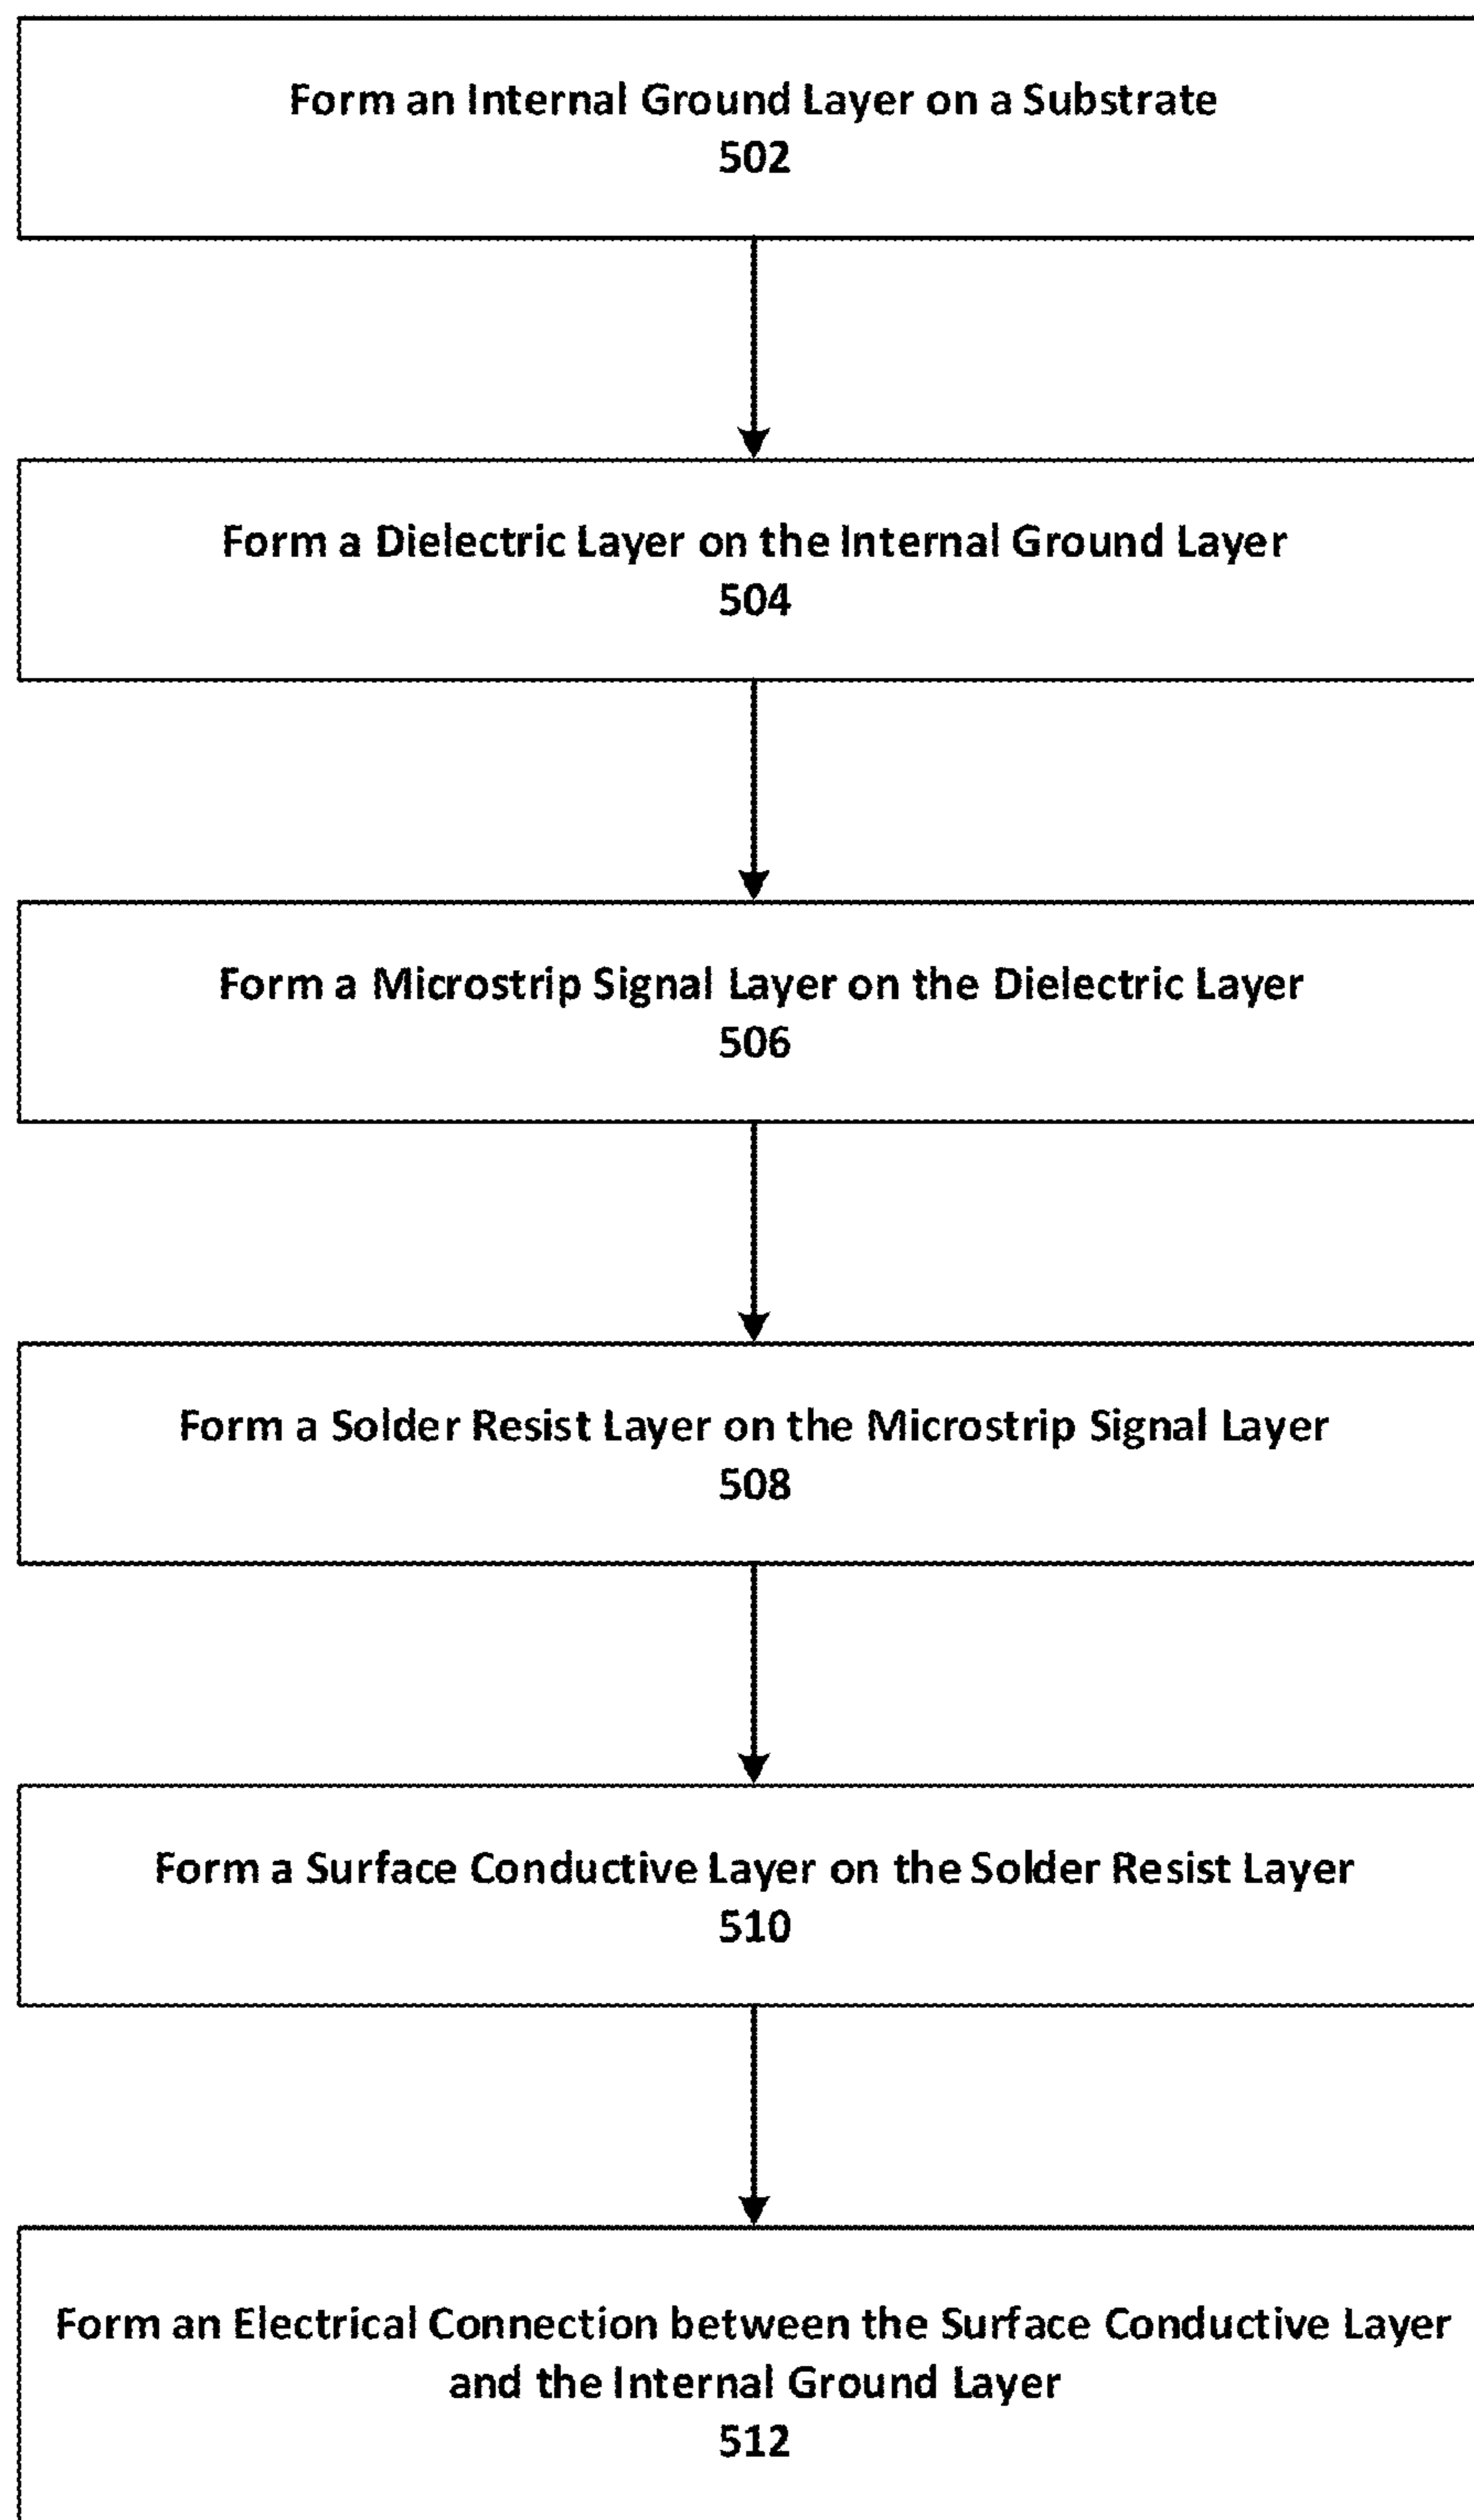 Form an Internal Ground Layer on a Substrate
502
Form a Dielectric Layer on the Internal Ground Layer
504
Form a Microstrip Signal Layer on the Dielectric Layer
506
Form a Solder Resist Layer on the Microstrip Signal Layer
508
Form a Surface Conductive Layer on the Solder Resist Layer
510
Form an Electrical Connection between the Surface Conductive Layer
and the Internal Ground Layer
512